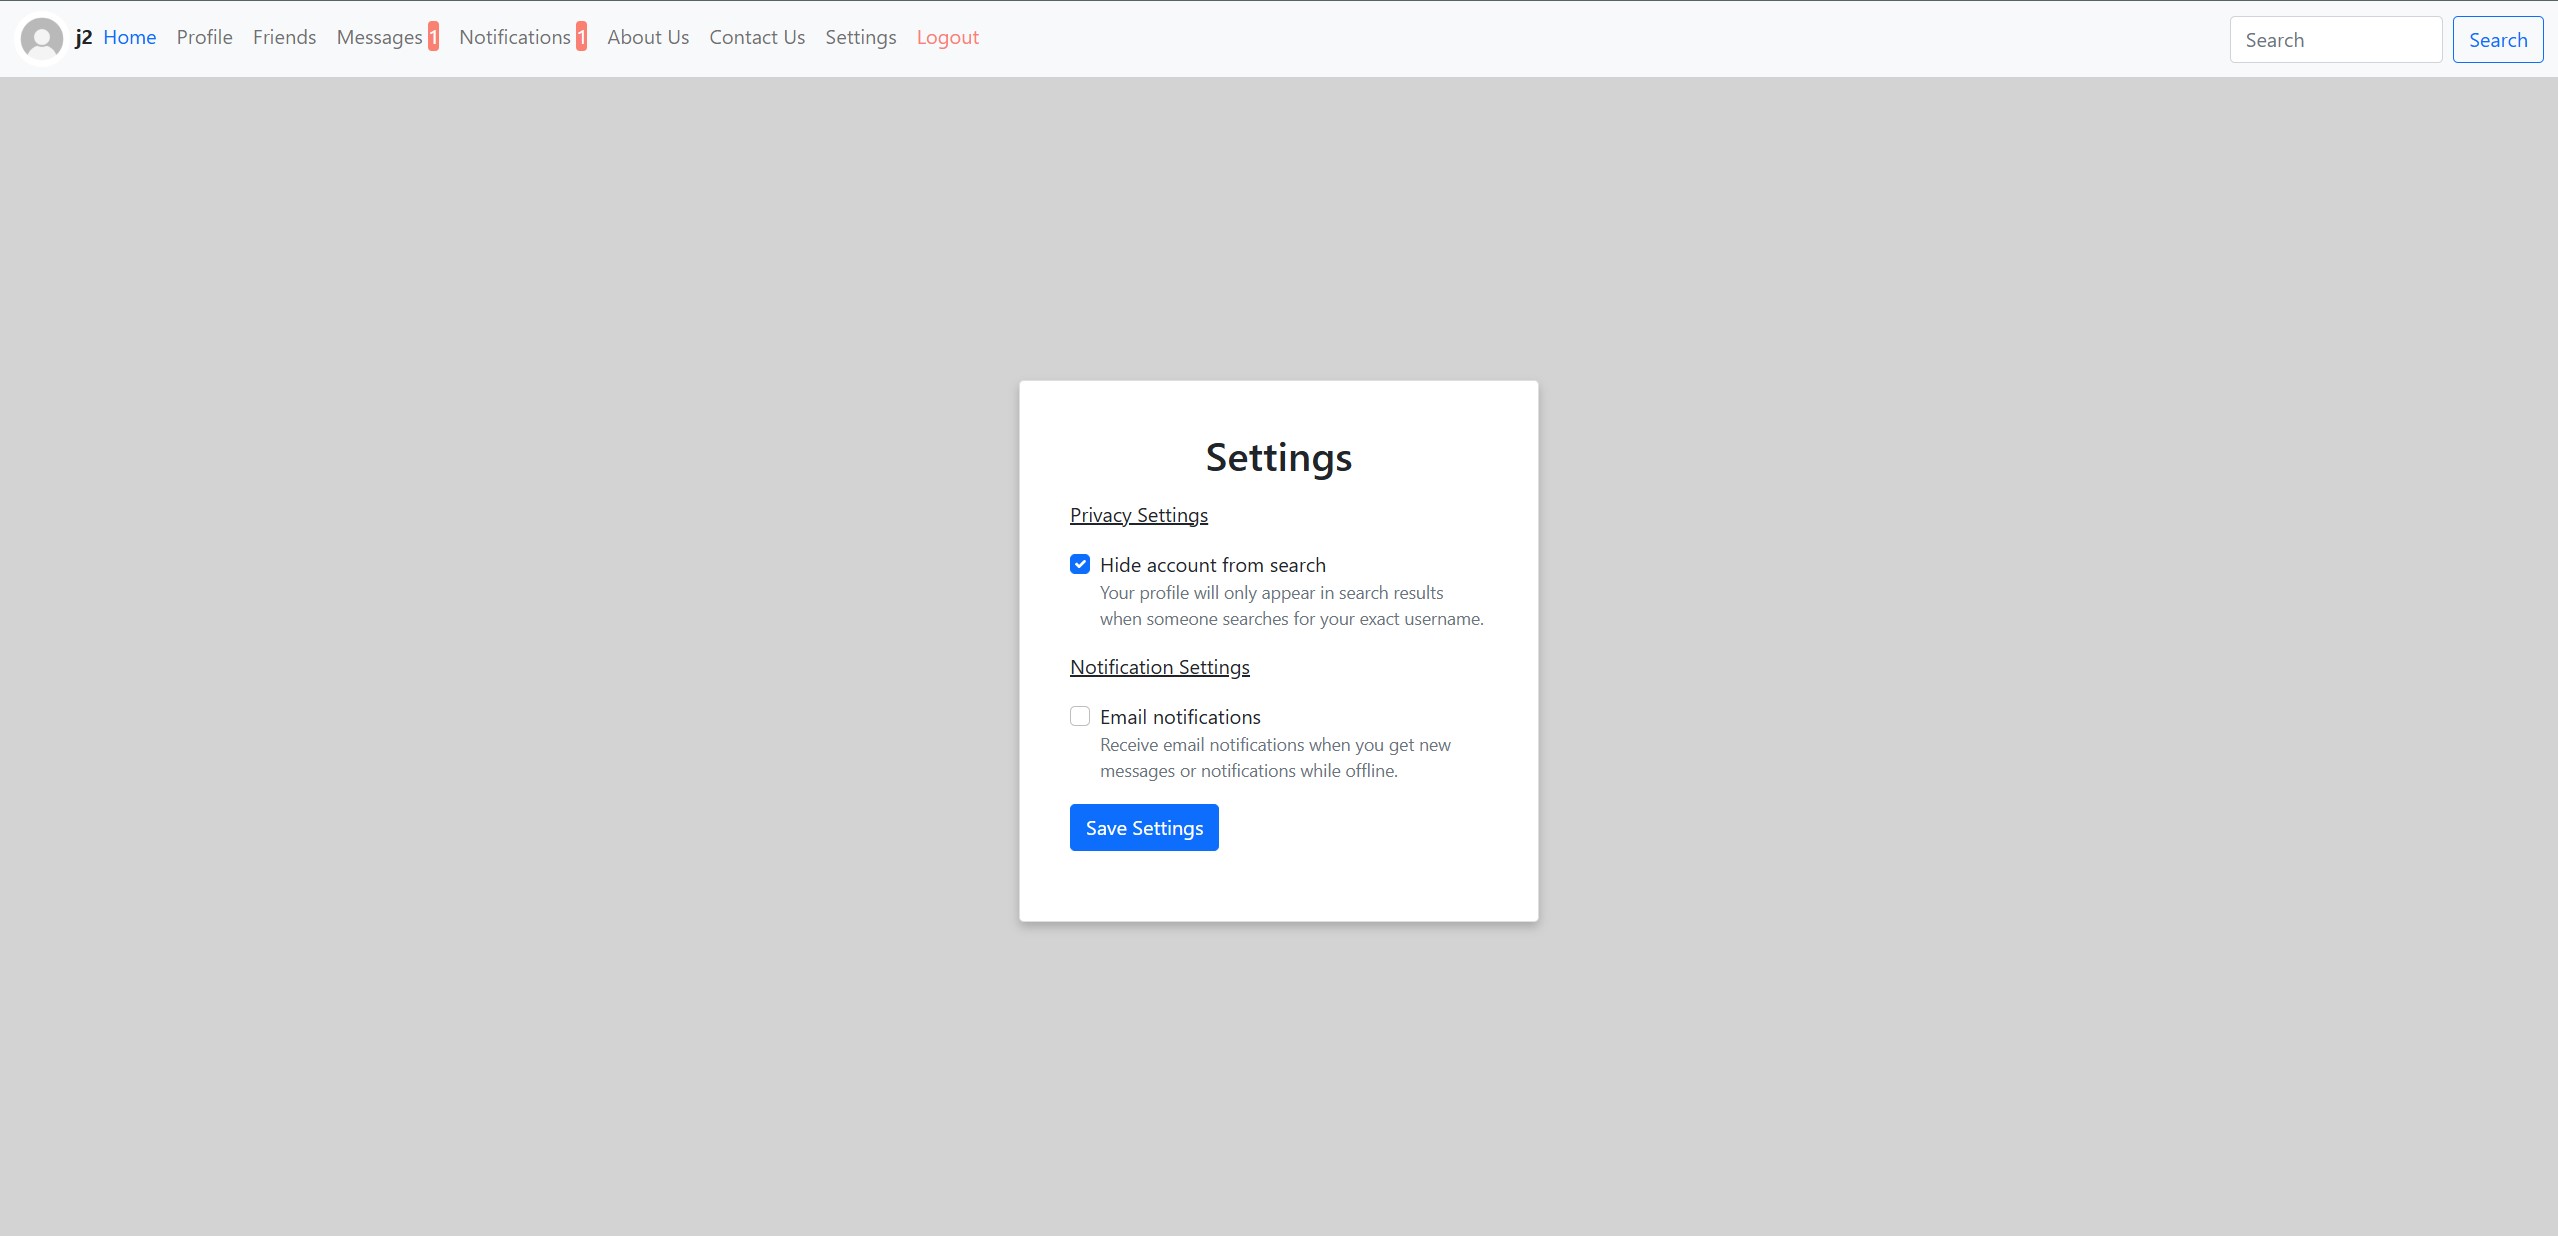 j2 Home Profile Friends Messages 1 Notifications 1 About Us Contact Us Settings Logout Search Search
Settings
Privacy Settings
Hide account from search
Your profile will only appear in search results
when someone searches for your exact username.
Notification Settings
Email notifications
Receive email notifications when you get new
messages or notifications while offline.
Save Settings